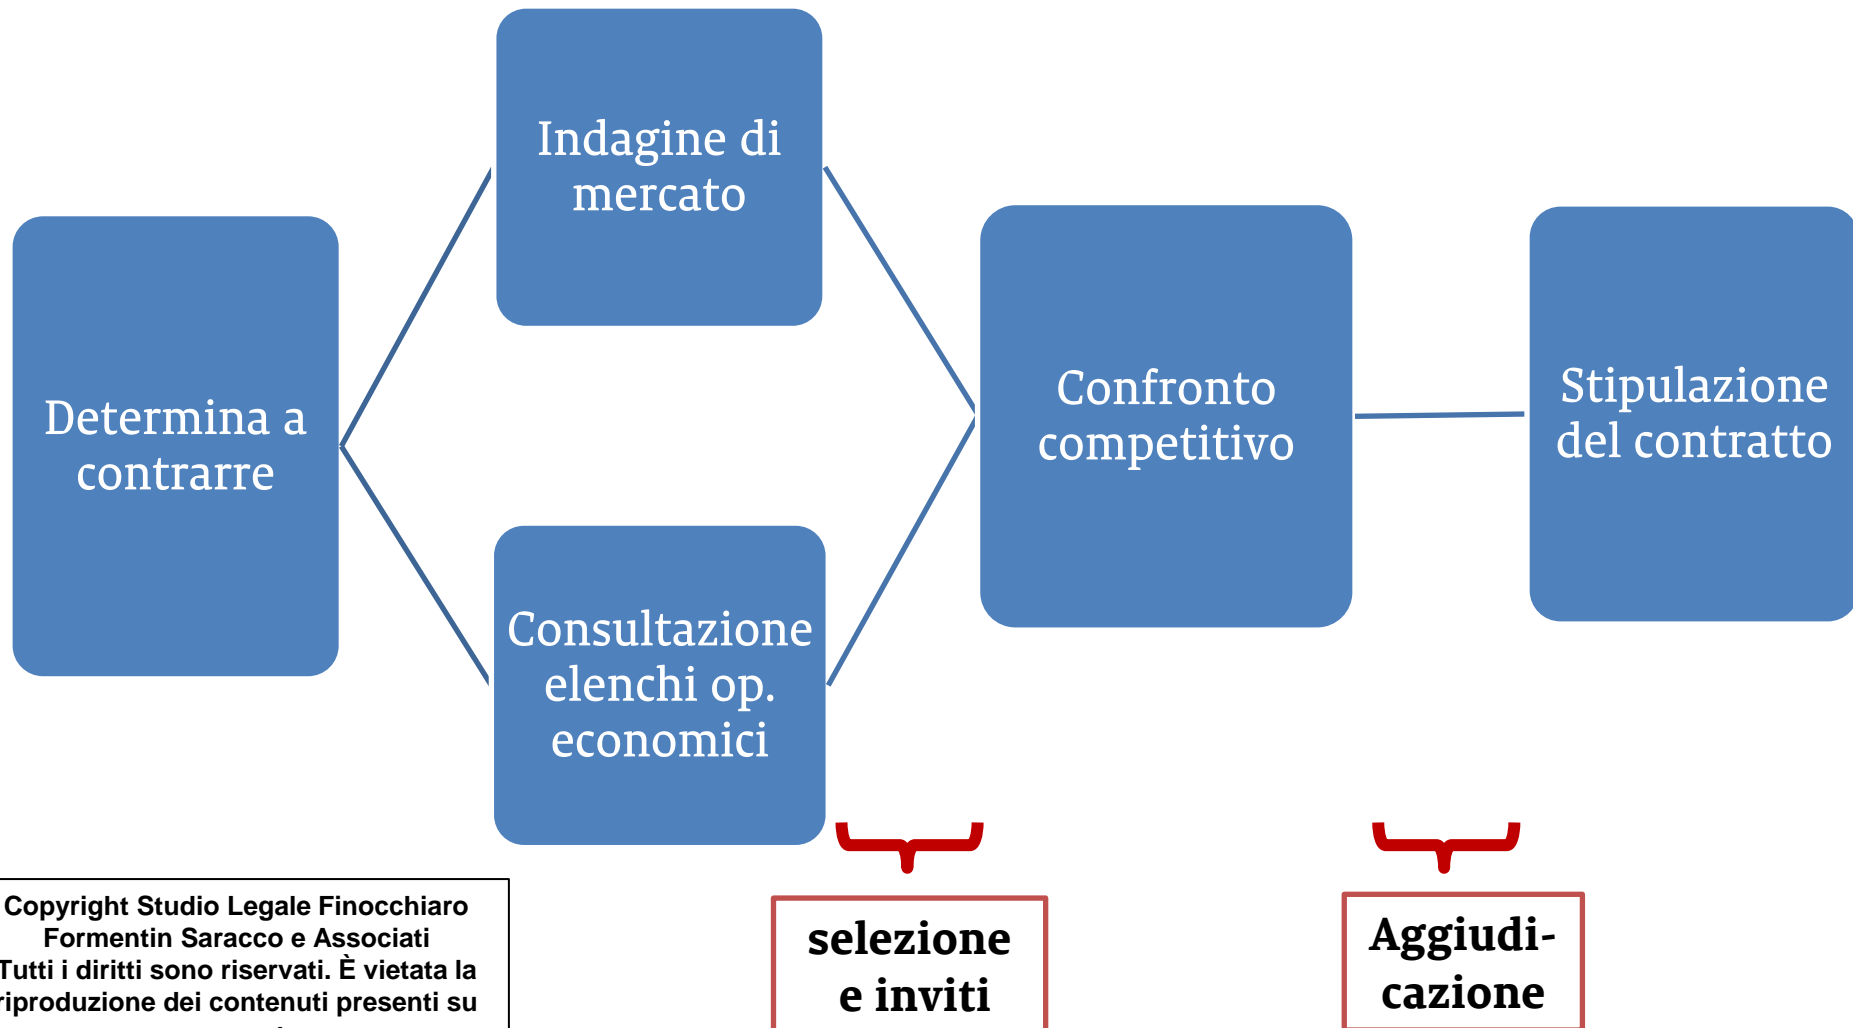 Indagine di
mercato
Determina a
contrarre
Consultazione
elenchi op.
economici
Confronto
competitivo
Stipulazione
del contratto
selezione
e inviti
Aggiudi-
cazione
Copyright Studio Legale Finocchiaro
Formentin Saracco e Associati
Tutti i diritti sono riservati. È vietata la
riproduzione dei contenuti presenti su